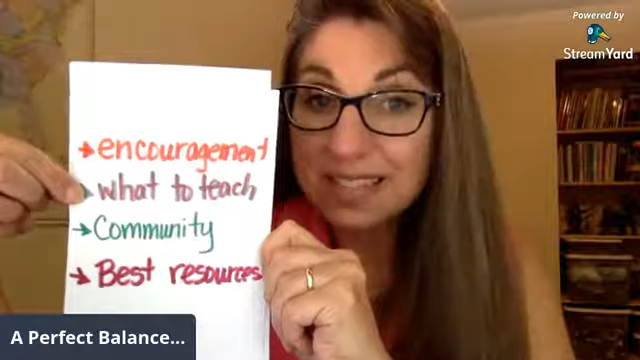 Powered by
StreamYard
→ encouragement
→ what to teach
→ Community
→ Best resources
A Perfect Balance...